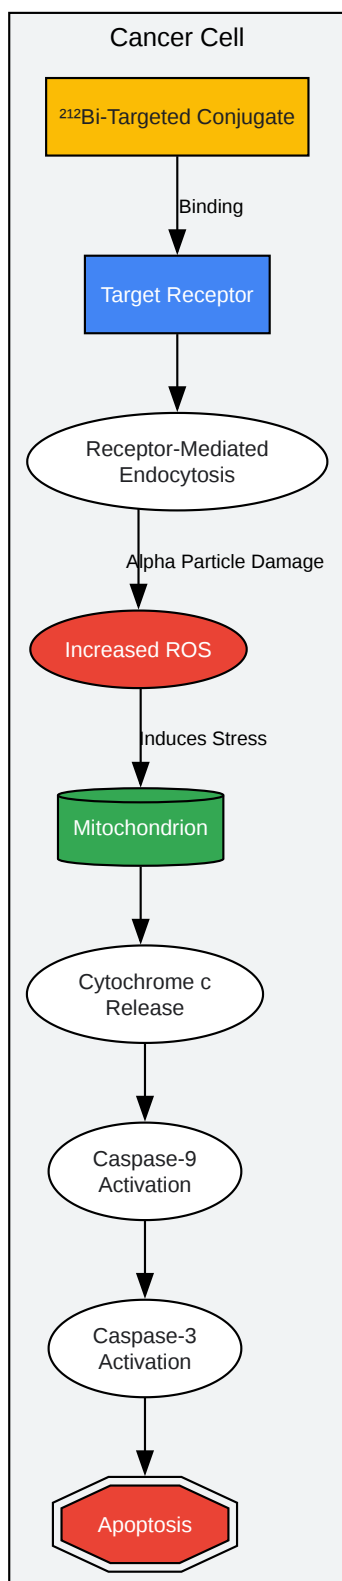 Cancer Cell
²¹²Bi-Targeted Conjugate
Binding
Target Receptor
Receptor-Mediated
Endocytosis
Alpha Particle Damage
Increased ROS
Induces Stress
Mitochondrion
Cytochrome c
Release
Caspase-9
Activation
Caspase-3
Activation
Apoptosis